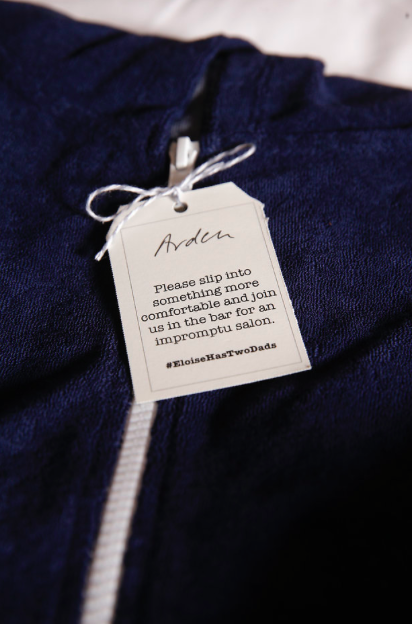 Arden
Please slip into
something more
comfortable and join
us in the bar for an
impromptu salon.
#EloiseHasTwoDads